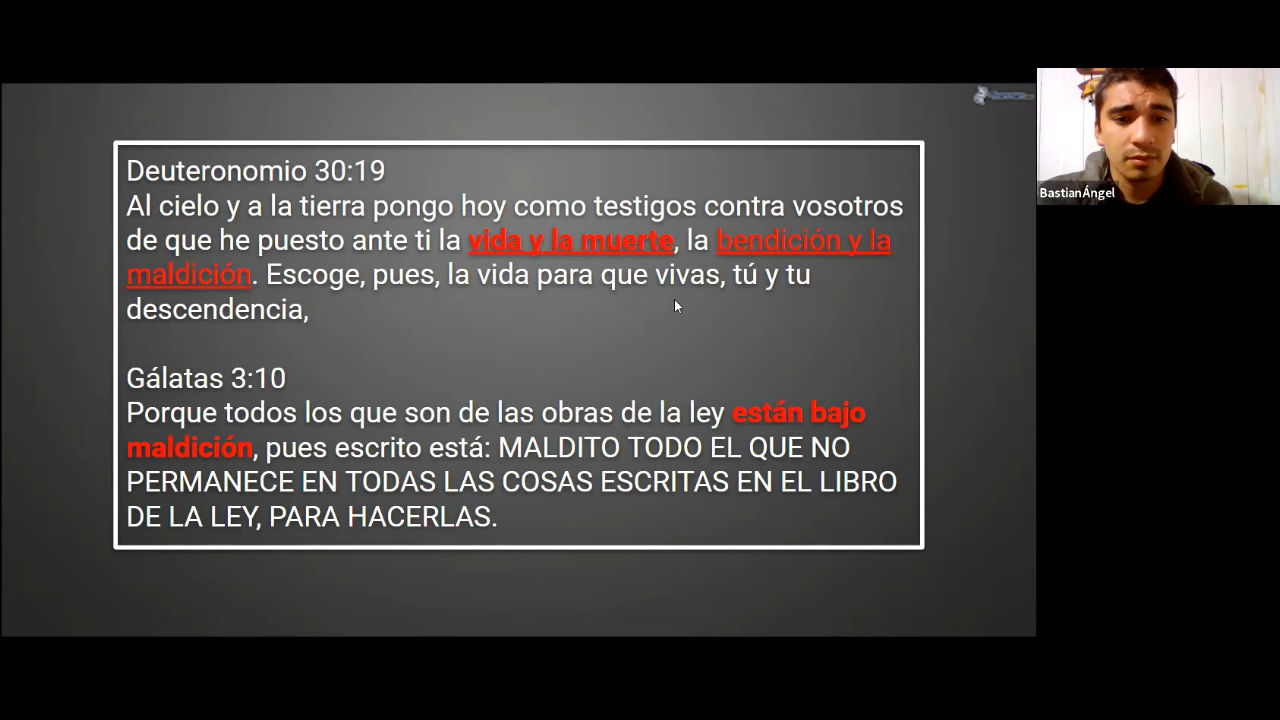 Deuteronomio 30:19
Al cielo y a la tierra pongo hoy como testigos contra vosotros
de que he puesto ante ti la vida y la muerte, la bendición y la
maldición. Escoge, pues, la vida para que vivas, tú y tu
descendencia,
Gálatas 3:10
Porque todos los que son de las obras de la ley están bajo
maldición, pues escrito está: MALDITO TODO EL QUE NO
PERMANECE EN TODAS LAS COSAS ESCRITAS EN EL LIBRO
DE LA LEY, PARA HACERLAS.
BastianÁngel